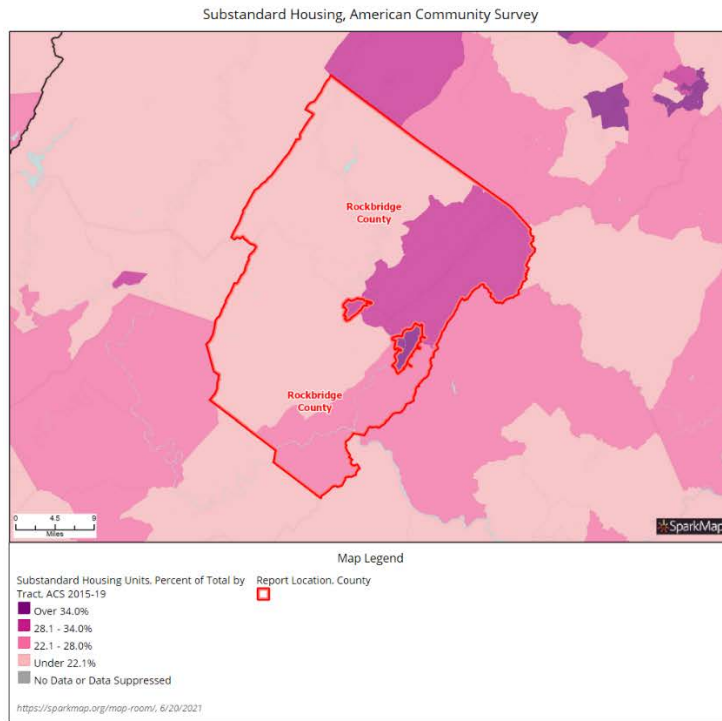 Substandard Housing, American Community Survey
Rockbridge
County
Rockbridge
County
0 4.5 9
Miles
SparkMap
Map Legend
Substandard Housing Units, Percent of Total by
Tract, ACS 2015-19
Over 34.0%
28.1 - 34.0%
22.1 - 28.0%
Under 22.1%
No Data or Data Suppressed
Report Location, County
https://sparkmap.org/map-room/, 6/20/2021